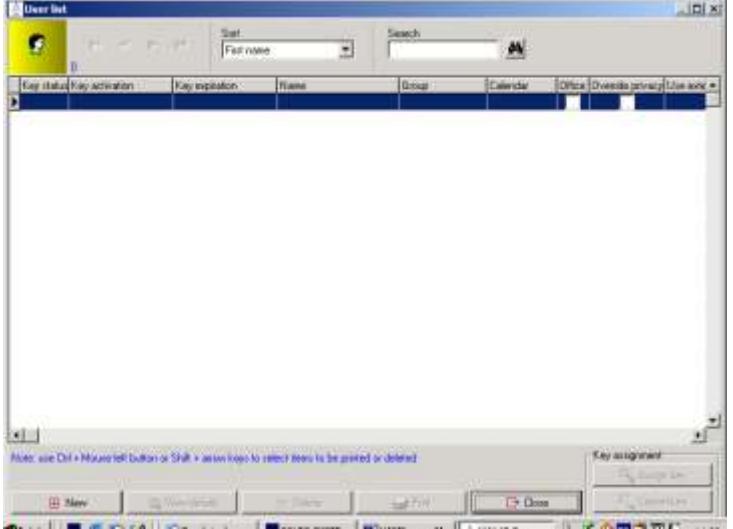 User list
Sort
First name
Search
0
Key status Key activation Key expiration Name Group Calendar Office Override privacy Use
Note: use Ctrl + Mouse left button or Shift + arrow keys to select items to be printed or deleted
Key assignment
Assign key
New View details Delete Print Close Cancel key